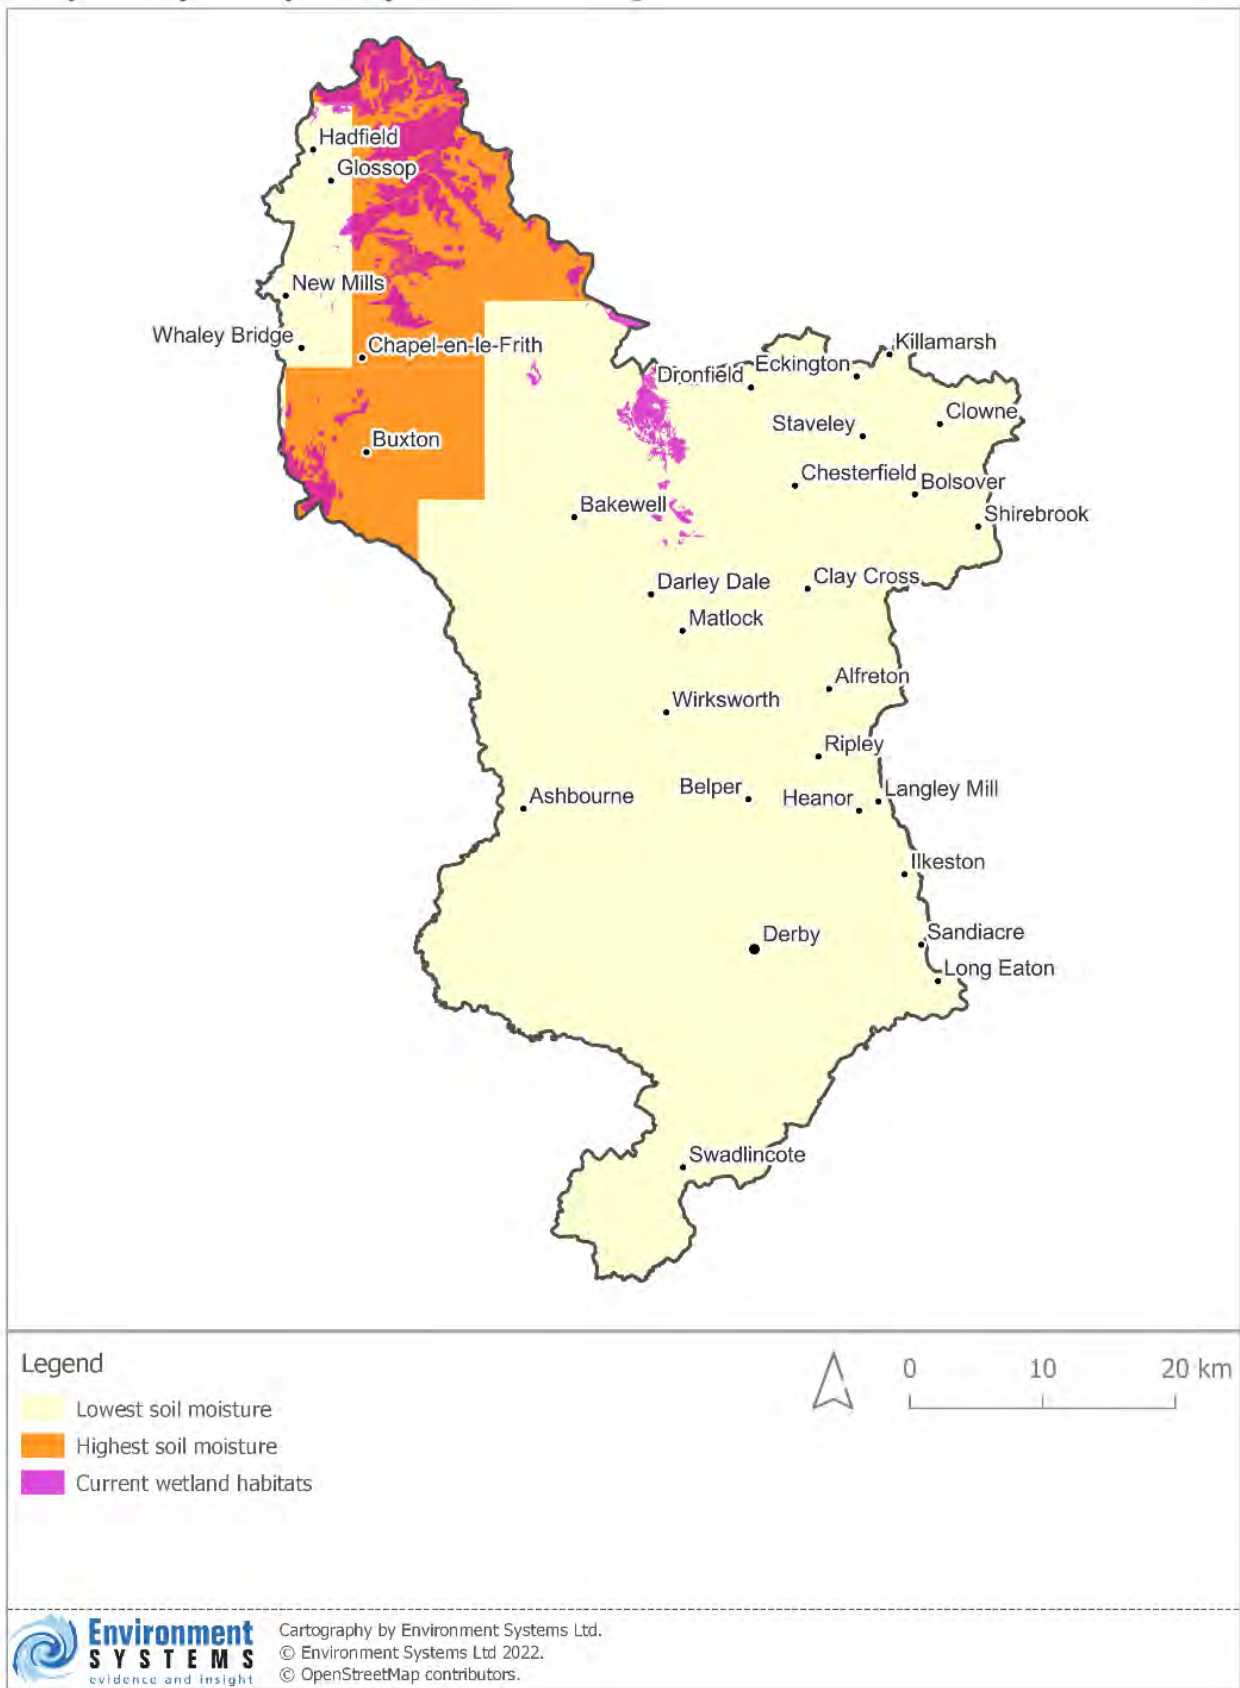 Hadfield
Glossop
New Mills
Whaley Bridge
Chapel-en-le-Frith
Killamarsh
Eckington
Dronfield
Clowne
Staveley
Buxton
Chesterfield
Bolsover
Bakewell
Shirebrook
Darley Dale
Clay Cross
Matlock
Alfreton
Wirksworth
Ripley
Belper
Langley Mill
Ashbourne
Heanor
Ilkeston
Derby
Sandiacre
Long Eaton
Swadlincote
Legend
0 10 20 km
Lowest soil moisture
Highest soil moisture
Current wetland habitats
Environment
SYSTEMS
evidence and insight
Cartography by Environment Systems Ltd.
© Environment Systems Ltd 2022.
© OpenStreetMap contributors.